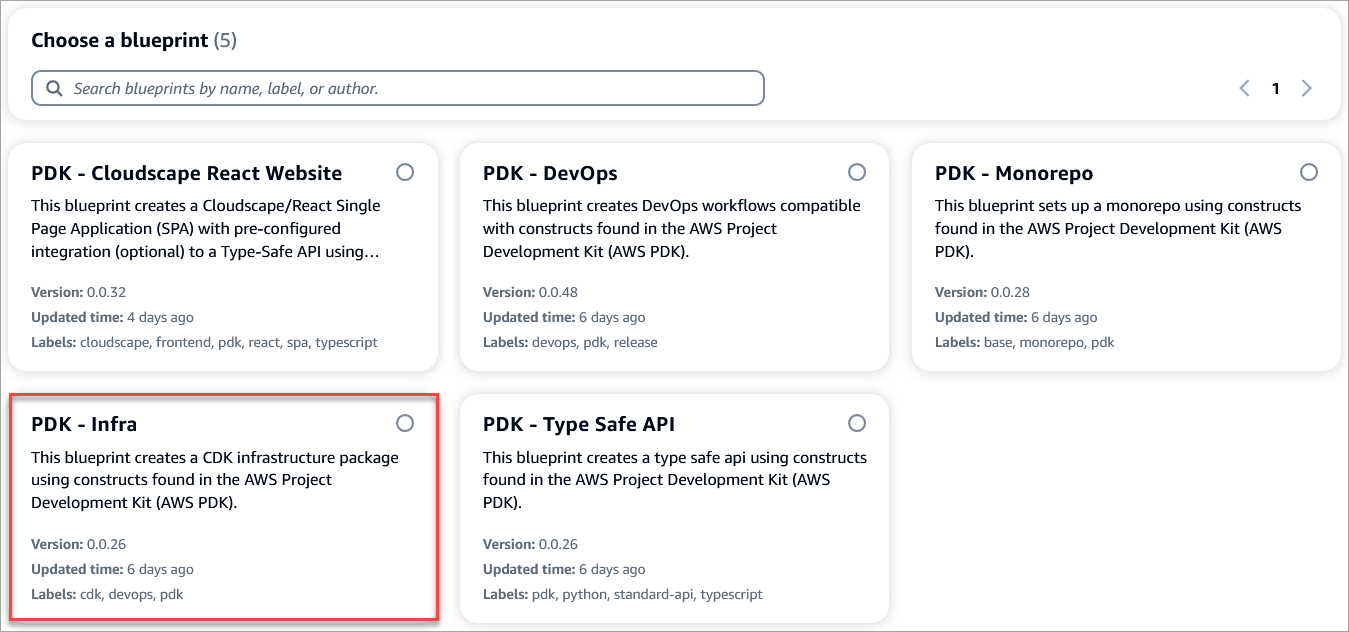 Choose a blueprint (5)
Search blueprints by name, label, or author.
1
PDK - Cloudscape React Website
This blueprint creates a Cloudscape/React Single
Page Application (SPA) with pre-configured
integration (optional) to a Type-Safe API using...
Version: 0.0.32
Updated time: 4 days ago
Labels: cloudscape, frontend, pdk, react, spa, typescript
PDK - DevOps
This blueprint creates DevOps workflows compatible
with constructs found in the AWS Project
Development Kit (AWS PDK).
Version: 0.0.48
Updated time: 6 days ago
Labels: devops, pdk, release
PDK - Monorepo
This blueprint sets up a monorepo using constructs
found in the AWS Project Development Kit (AWS
PDK).
Version: 0.0.28
Updated time: 6 days ago
Labels: base, monorepo, pdk
PDK - Infra
This blueprint creates a CDK infrastructure package
using constructs found in the AWS Project
Development Kit (AWS PDK).
Version: 0.0.26
Updated time: 6 days ago
Labels: cdk, devops, pdk
PDK - Type Safe API
This blueprint creates a type safe api using constructs
found in the AWS Project Development Kit (AWS
PDK).
Version: 0.0.26
Updated time: 6 days ago
Labels: pdk, python, standard-api, typescript